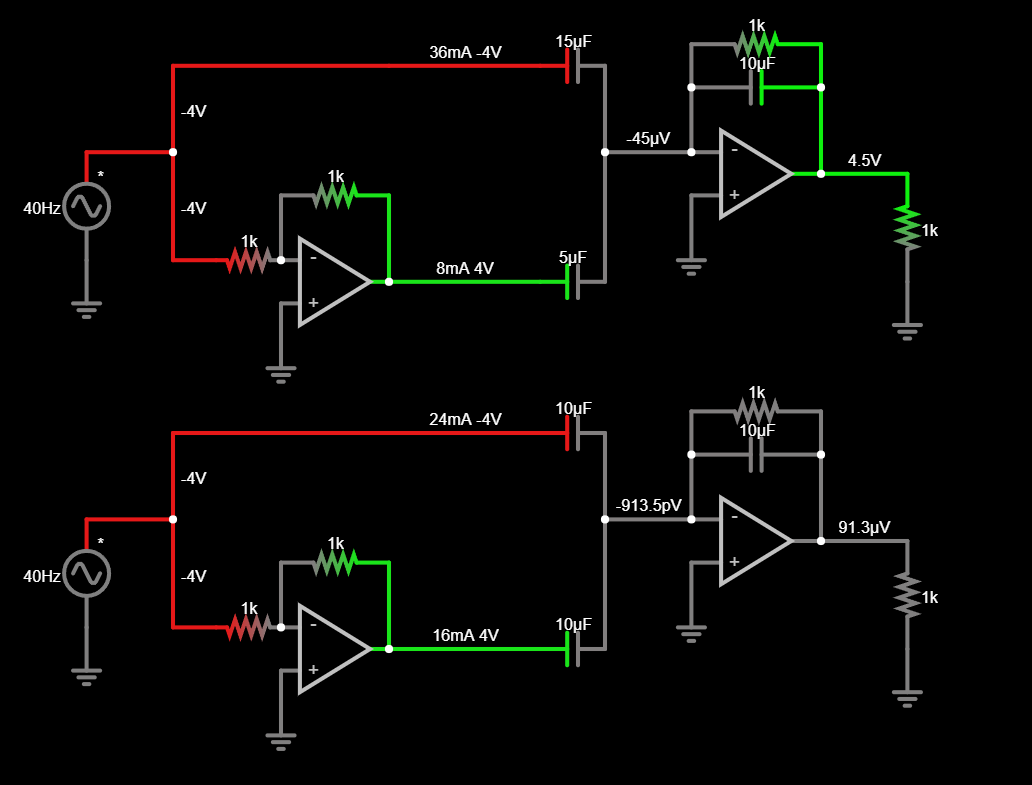 1k
15µF
36mA -4V
10µF
-4V
-45µV
-
+
4.5V
*
40Hz
-4V
1k
1k
-
+
8mA 4V
5µF
1k
1k
10µF
24mA -4V
10µF
-4V
-913.5pV
-
+
91.3µV
*
40Hz
-4V
1k
1k
-
+
16mA 4V
10µF
1k